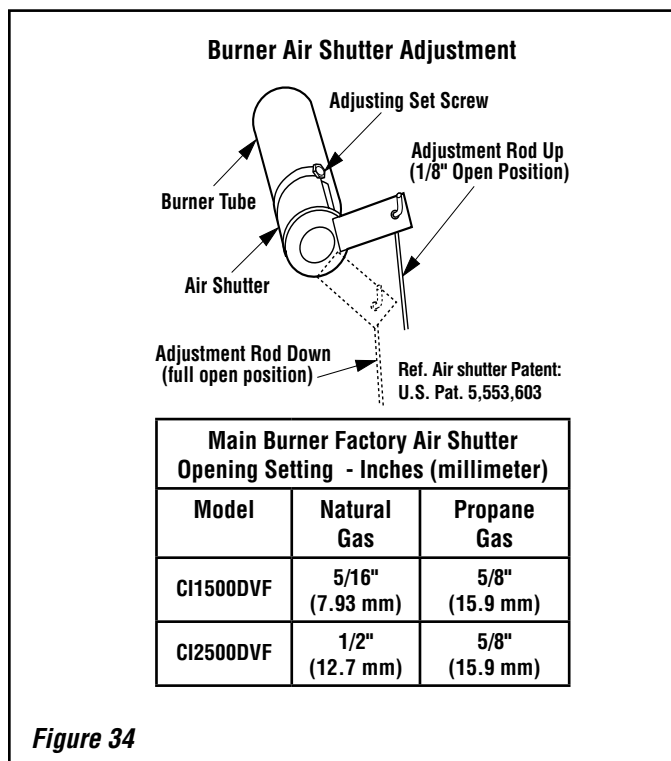 Burner Air Shutter Adjustment
Adjusting Set Screw
Adjustment Rod Up
(1/8" Open Position)
Burner Tube
Air Shutter
Adjustment Rod Down
(full open position)
Ref. Air shutter Patent:
U.S. Pat. 5,553,603
Main Burner Factory Air Shutter
Opening Setting - Inches (millimeter)
Model
Natural
Gas
Propane
Gas
CI1500DVF
5/16"
(7.93 mm)
5/8"
(15.9 mm)
CI2500DVF
1/2"
(12.7 mm)
5/8"
(15.9 mm)
Figure 34